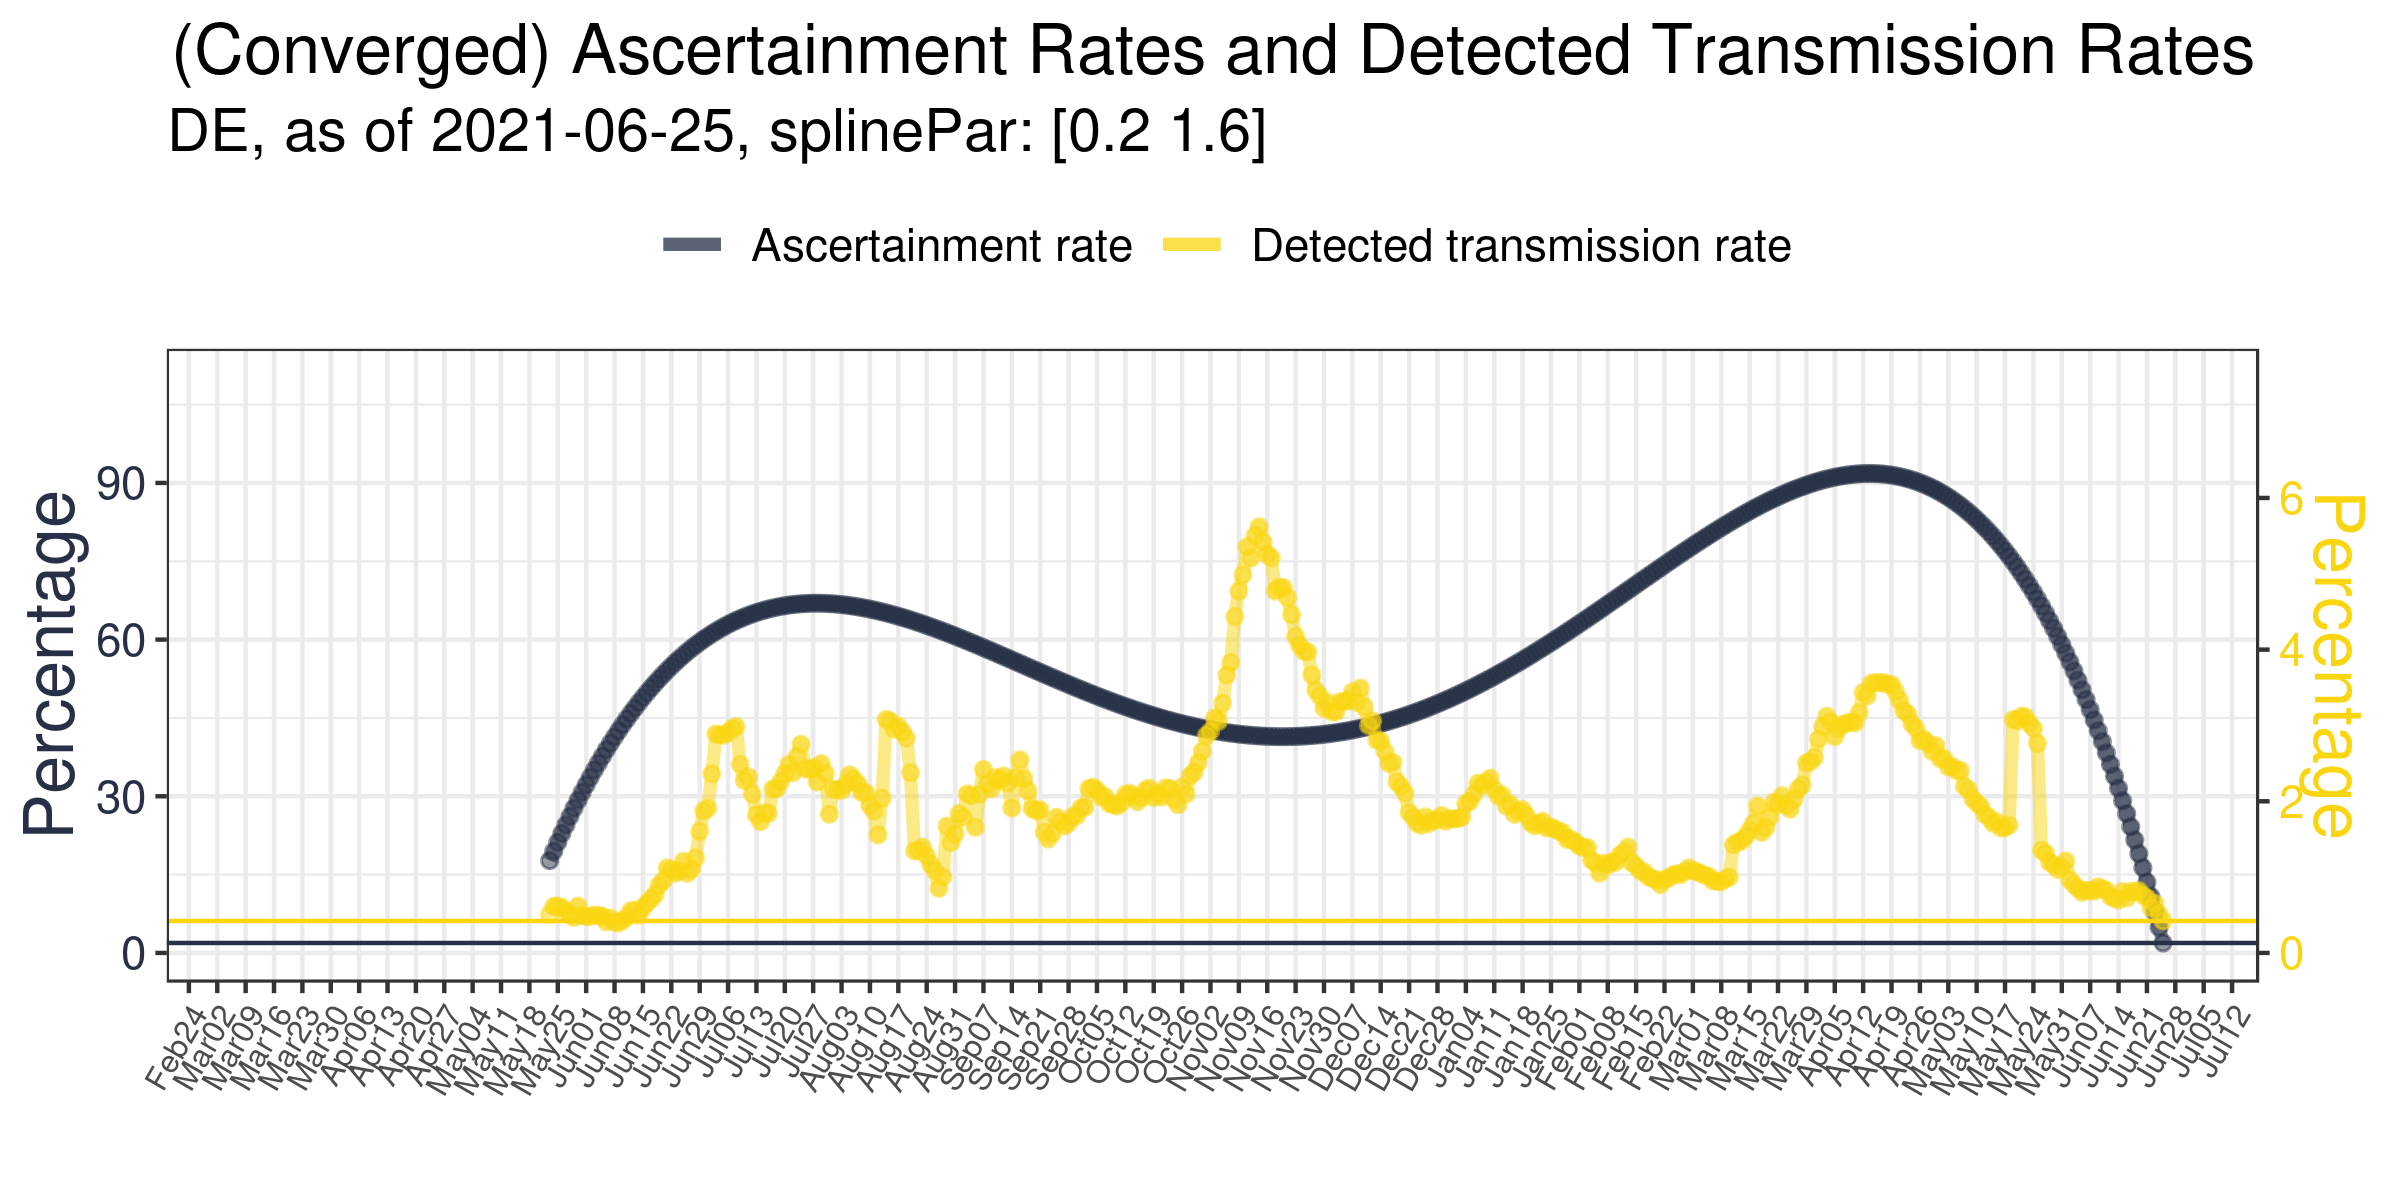 (Converged) Ascertainment Rates and Detected Transmission Rates
DE, as of 2021-06-25, splinePar: [0.2 1.6]
Ascertainment rate
Detected transmission rate
Percentage
90
60
30
0
6
4
2
0
Percentage
Feb24
Mar02
Mar09
Mar16
Mar23
Mar30
Apr06
Apr13
Apr20
Apr27
May04
May11
May18
May25
Jun01
Jun08
Jun15
Jun22
Jun29
Jul06
Jul13
Jul20
Jul27
Aug03
Aug10
Aug17
Aug24
Aug31
Sep07
Sep14
Sep21
Sep28
Oct05
Oct12
Oct19
Oct26
Nov02
Nov09
Nov16
Nov23
Nov30
Dec07
Dec14
Dec21
Dec28
Jan04
Jan11
Jan18
Jan25
Feb01
Feb08
Feb15
Feb22
Mar01
Mar08
Mar15
Mar22
Mar29
Apr05
Apr12
Apr19
Apr26
May03
May10
May17
May24
May31
Jun07
Jun14
Jun21
Jun28
Jul05
Jul12